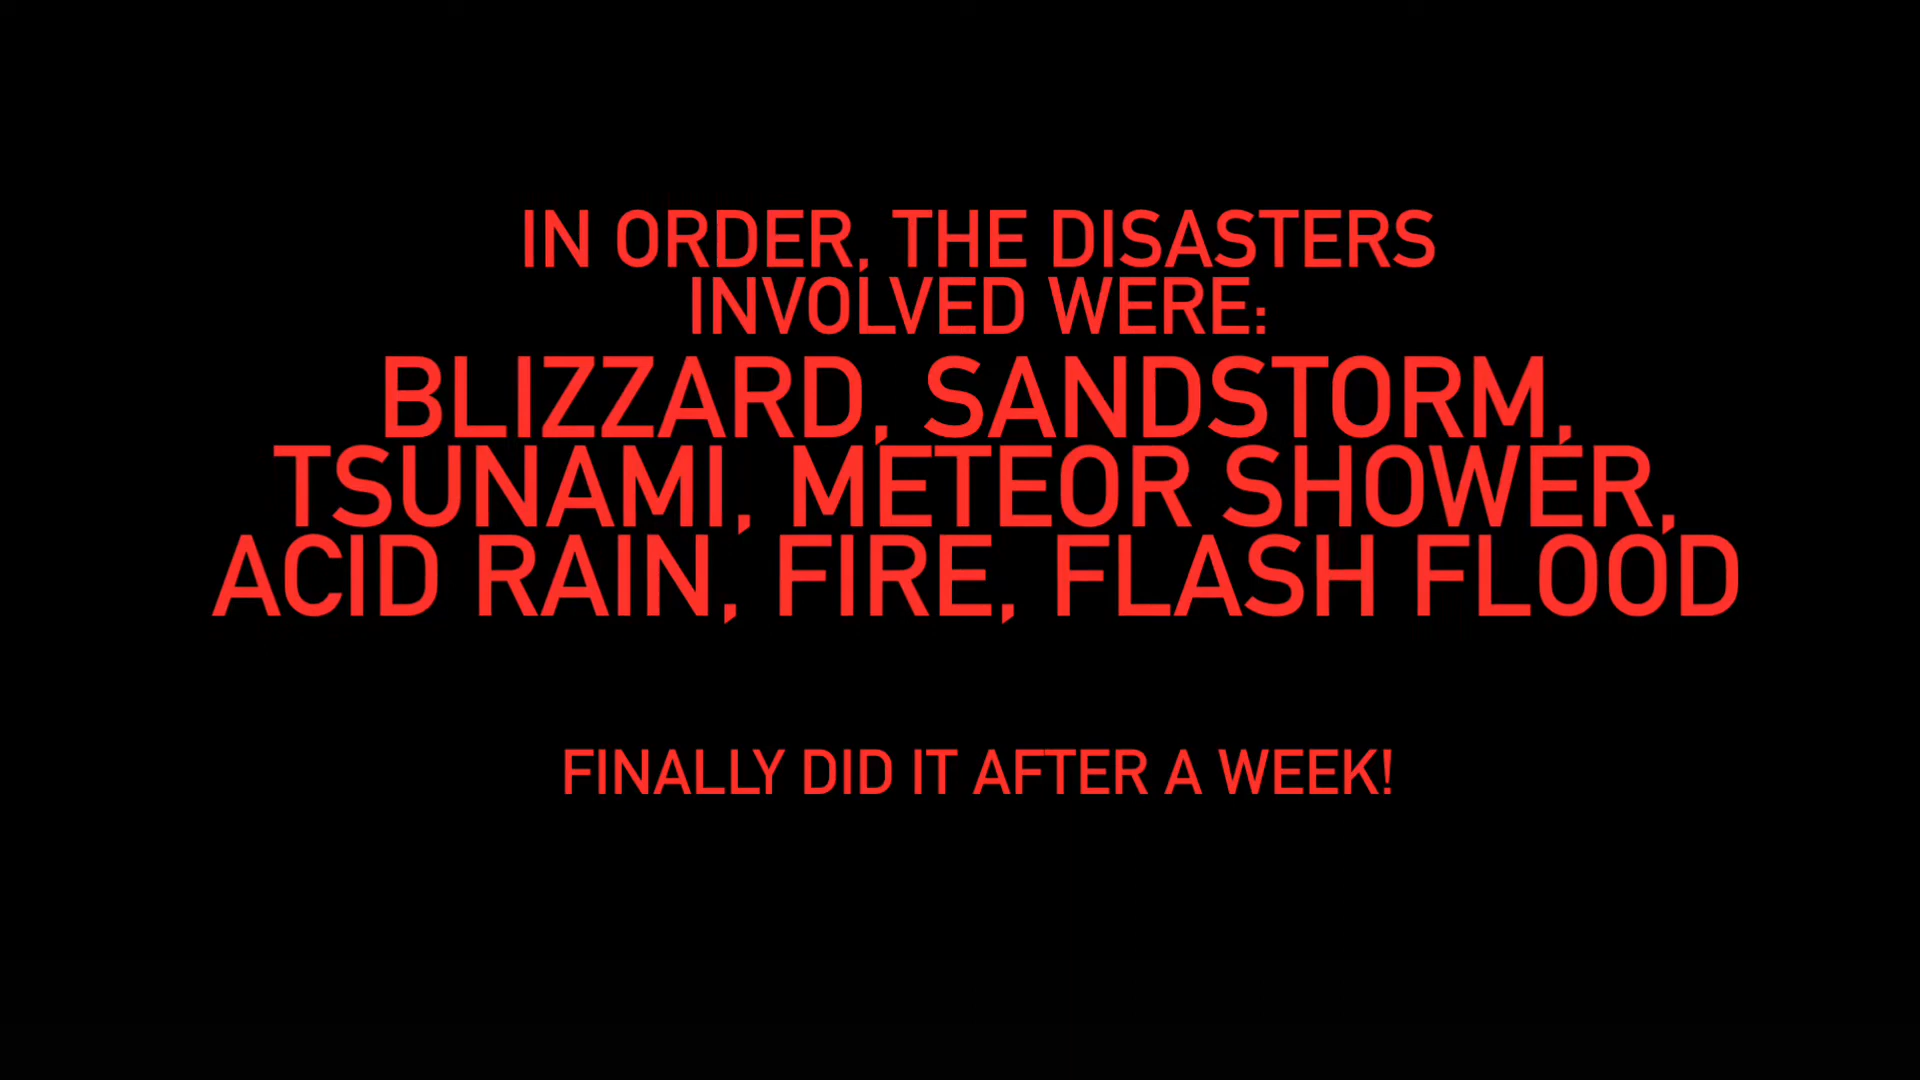 IN ORDER, THE DISASTERS
INVOLVED WERE:
BLIZZARD, SANDSTORM,
TSUNAMI, METEOR SHOWER,
ACID RAIN, FIRE, FLASH FLOOD
FINALLY DID IT AFTER A WEEK!